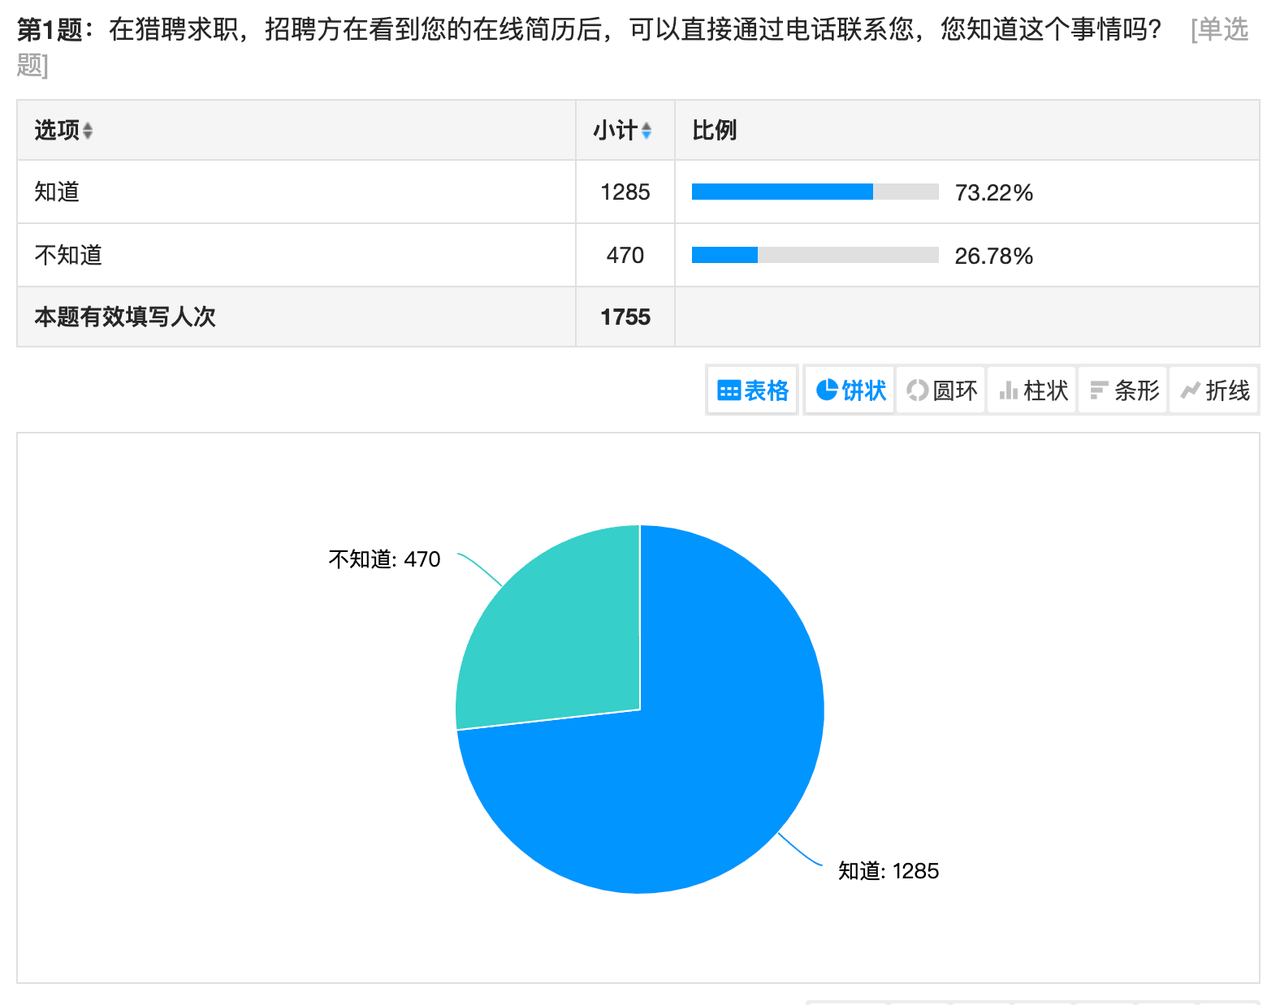 第1题：在猎聘求职，招聘方在看到您的在线简历后，可以直接通过电话联系您，您知道这个事情吗？ [单选
题]
选项 小计 比例
知道 1285 73.22%
不知道 470 26.78%
本题有效填写人次 1755
表格 饼状 圆环 柱状 条形 折线
不知道: 470
知道: 1285